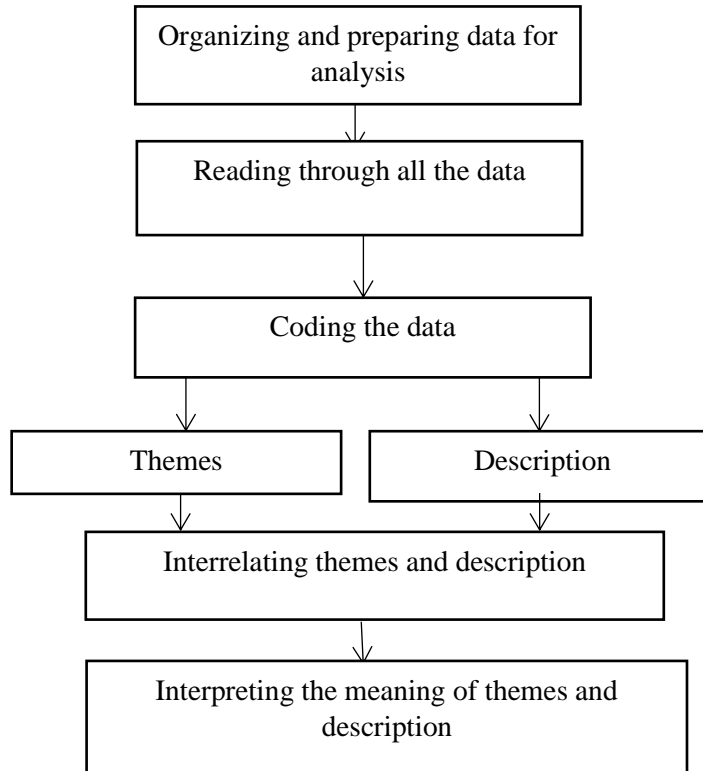 Organizing and preparing data for
analysis
Reading through all the data
Coding the data
Themes
Description
Interrelating themes and description
Interpreting the meaning of themes and
description